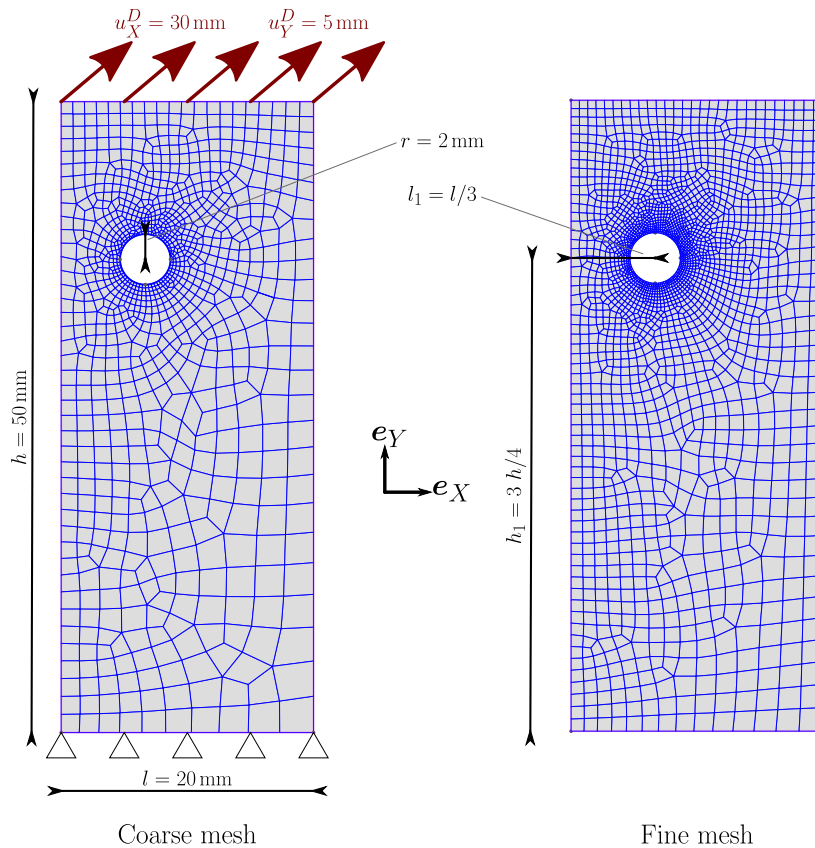 u_X^D = 30 mm    u_Y^D = 5 mm
r = 2 mm
l_1 = l/3
h = 50 mm
e_Y
e_X
h_1 = 3 h/4
l = 20 mm
Coarse mesh
Fine mesh